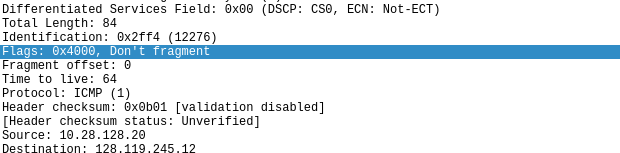 Differentiated Services Field: 0x00 (DSCP: CS0, ECN: Not-ECT)
Total Length: 84
Identification: 0x2ff4 (12276)
Flags: 0x4000, Don't fragment
Fragment offset: 0
Time to live: 64
Protocol: ICMP (1)
Header checksum: 0x0b01 [validation disabled]
[Header checksum status: Unverified]
Source: 10.28.128.20
Destination: 128.119.245.12